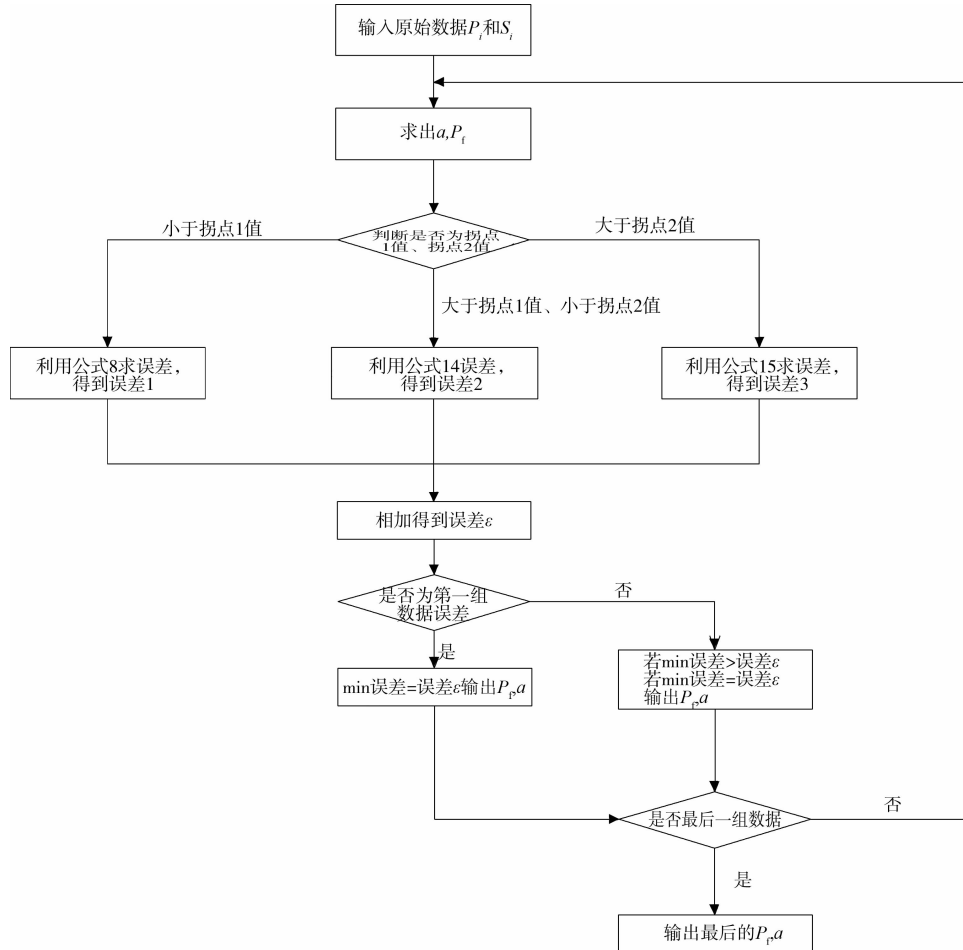 输入原始数据Pi和Si
求出a,Pf
小于拐点1值
判断是否为拐点
1值、拐点2值
大于拐点2值
大于拐点1值、小于拐点2值
利用公式8求误差,
得到误差1
利用公式14误差,
得到误差2
利用公式15求误差,
得到误差3
相加得到误差ε
是否为第一组
数据误差
否
是
min误差=误差ε输出Pf,a
若min误差>误差ε
若min误差=误差ε
输出Pf,a
是否最后一组数据
否
是
输出最后的Pf,a